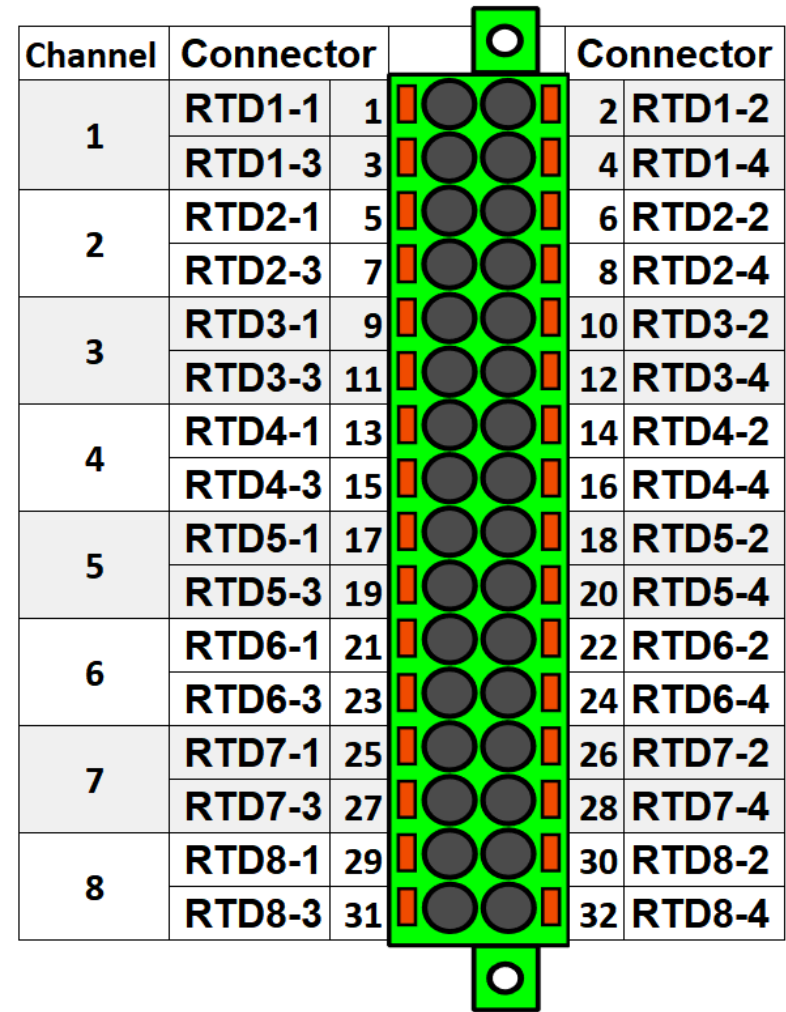 Channel Connector Connector
1
RTD1-1 1 2 RTD1-2
RTD1-3 3 4 RTD1-4
2
RTD2-1 5 6 RTD2-2
RTD2-3 7 8 RTD2-4
3
RTD3-1 9 10 RTD3-2
RTD3-3 11 12 RTD3-4
4
RTD4-1 13 14 RTD4-2
RTD4-3 15 16 RTD4-4
5
RTD5-1 17 18 RTD5-2
RTD5-3 19 20 RTD5-4
6
RTD6-1 21 22 RTD6-2
RTD6-3 23 24 RTD6-4
7
RTD7-1 25 26 RTD7-2
RTD7-3 27 28 RTD7-4
8
RTD8-1 29 30 RTD8-2
RTD8-3 31 32 RTD8-4